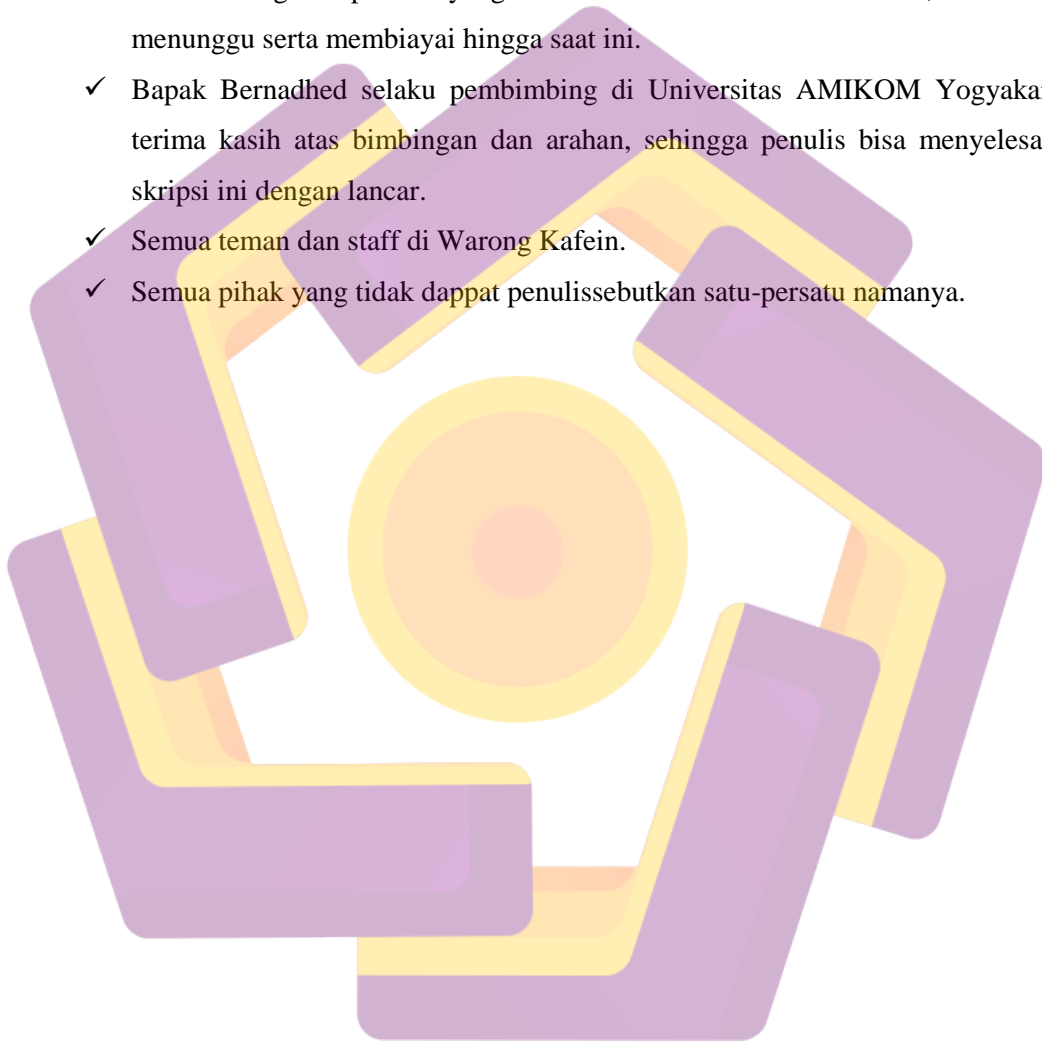 menunggu serta membiayai hingga saat ini.
✓ Bapak Bernadhed selaku pembimbing di Universitas AMIKOM
terima kasih atas bimbingan dan arahan, sehingga penulis bisa
skripsi ini dengan lancar.
✓ Semua teman dan staff di Warong Kafein.
✓ Semua pihak yang tidak dappat penulissebutkan satu-persatu namanya.